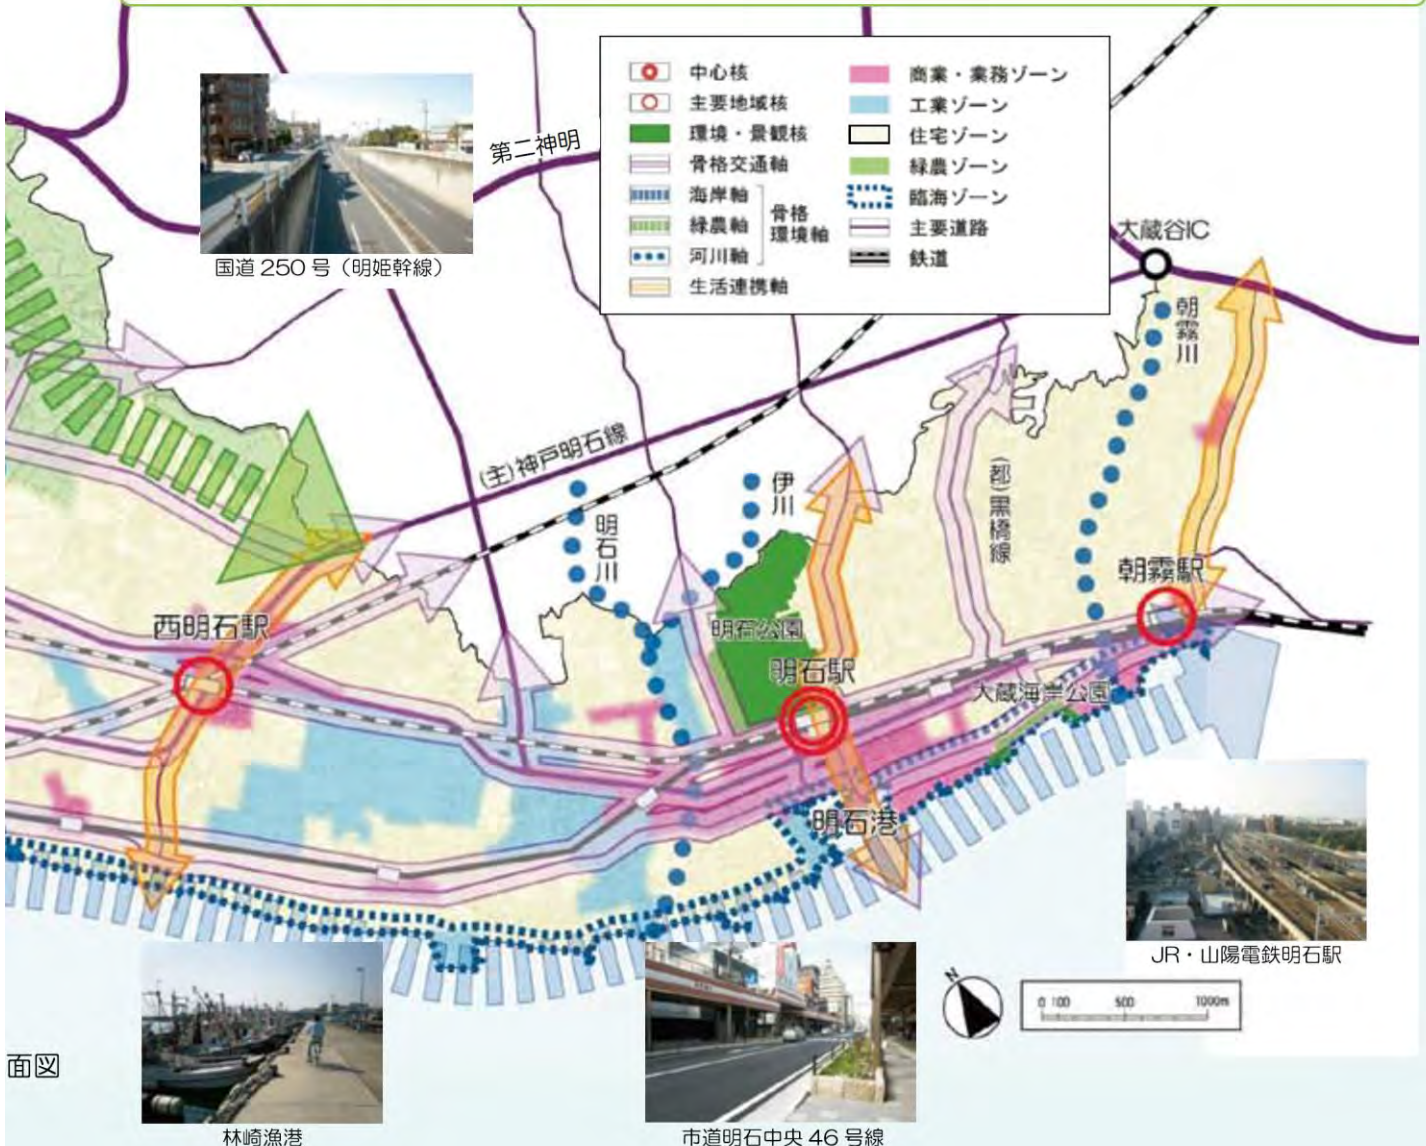 中心核
主要地域核
環境・景観核
骨格交通軸
海岸軸
緑農軸
河川軸
骨格
環境軸
生活連携軸
商業・業務ゾーン
工業ゾーン
住宅ゾーン
緑農ゾーン
臨海ゾーン
主要道路
鉄道
第二神明
国道250号（明姫幹線）
大蔵谷IC
朝霧川
(主)神戸明石線
伊川
明石川
(都)黒橋線
朝霧駅
西明石駅
明石公園
明石駅
大蔵海岸公園
明石港
JR・山陽電鉄明石駅
N
0 100 500 1000m
面図
林崎漁港
市道明石中央46号線